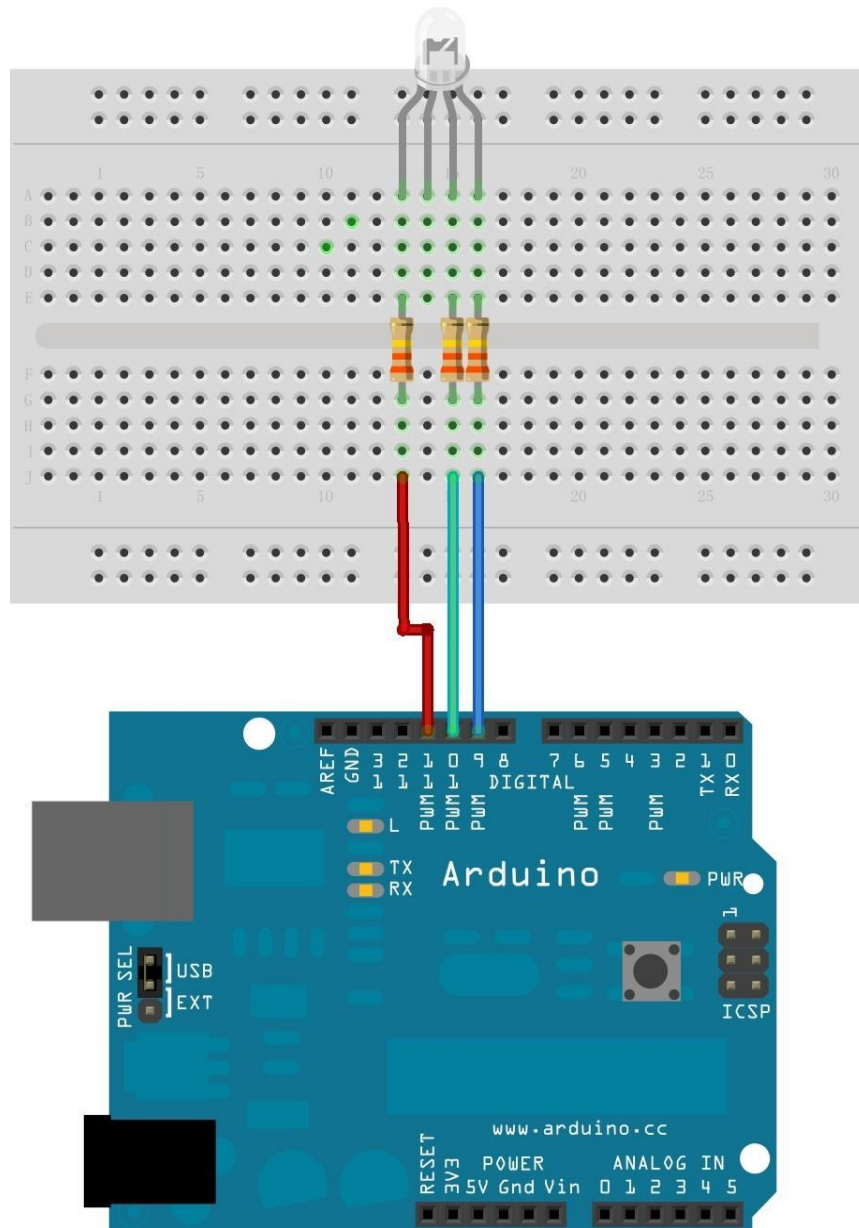 1 5 10 15 20 25 30
A
B
C
D
E
F
G
H
I
J
1 5 10 15 20 25 30
AREF GND 13 12 11 10 9 8 7 6 5 4 3 2 1 0
PWM PWM PWM DIGITAL PWM PWM PWM TX RX
L
TX
RX
Arduino
PWR
1
ICSP
PWR SEL
USB
EXT
www.arduino.cc
RESET 3V3 POWER ANALOG IN
5V Gnd Vin 0 1 2 3 4 5